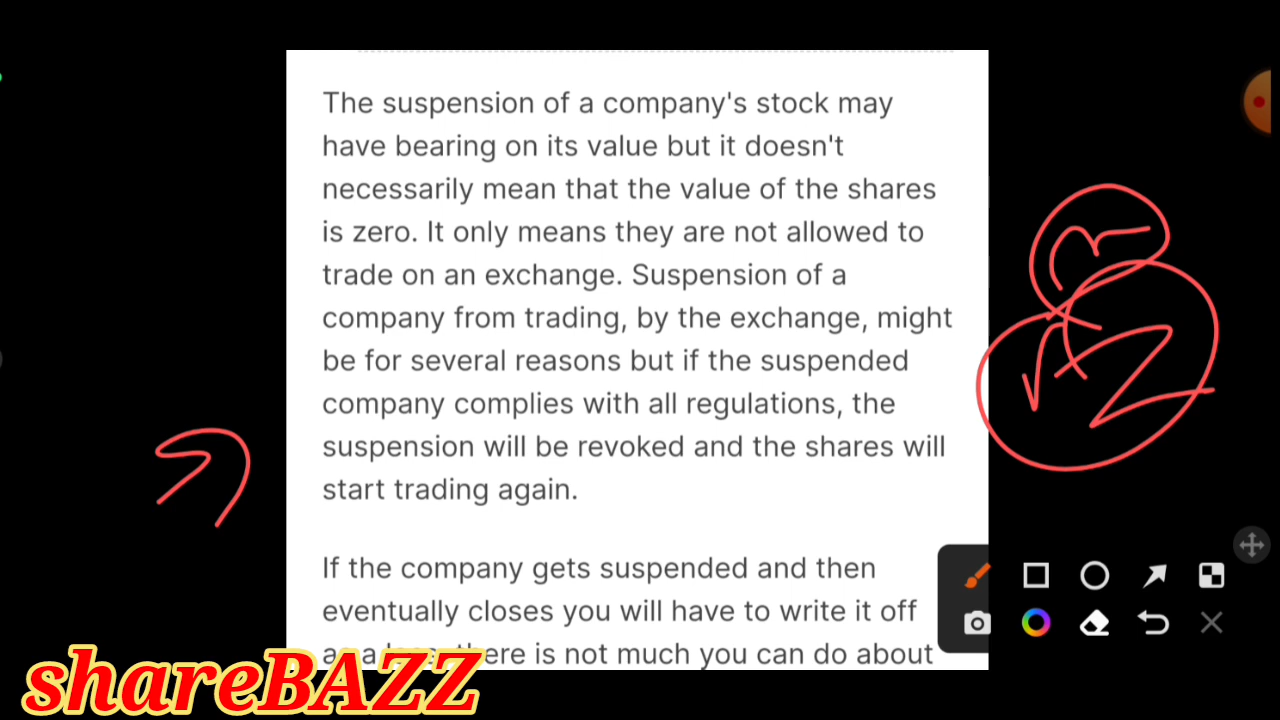 The suspension of a company's stock may
have bearing on its value but it doesn't
necessarily mean that the value of the shares
is zero. It only means they are not allowed to
trade on an exchange. Suspension of a
company from trading, by the exchange, might
be for several reasons but if the suspended
company complies with all regulations, the
suspension will be revoked and the shares will
start trading again.
If the company gets suspended and then
eventually closes you will have to write it off
there is not much you can do about
shareBAZZ